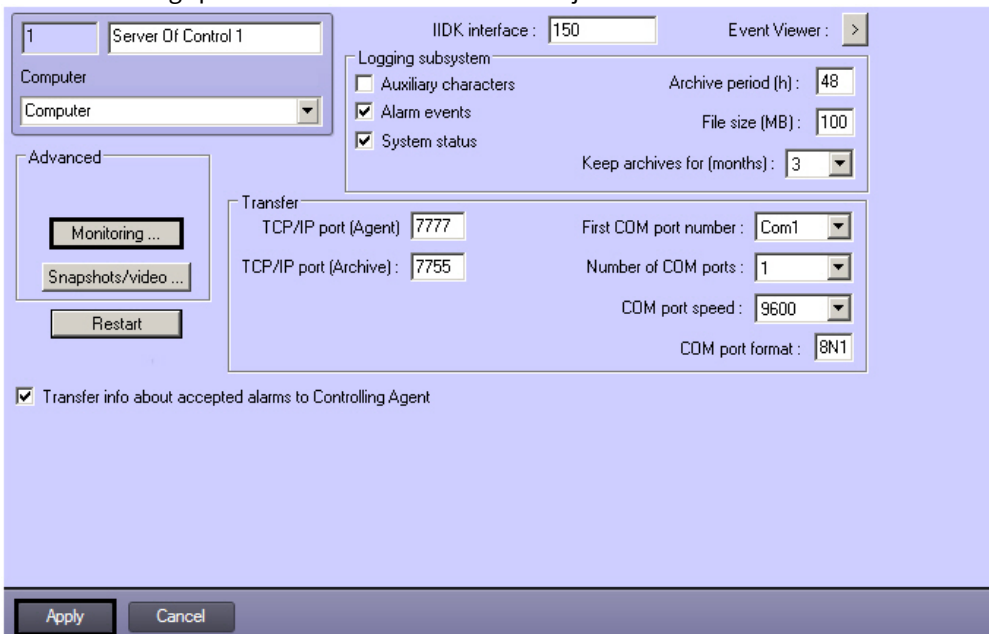 1
Server Of Control 1
Computer
Computer
IIDK interface : 150
Event Viewer : >
Logging subsystem
Auxiliary characters
Alarm events
System status
Archive period (h) : 48
File size (MB) : 100
Keep archives for (months) : 3
Advanced
Monitoring ...
Snapshots/video ...
Restart
Transfer
TCP/IP port (Agent) 7777
TCP/IP port (Archive) : 7755
First COM port number : Com1
Number of COM ports : 1
COM port speed : 9600
COM port format : 8N1
Transfer info about accepted alarms to Controlling Agent
Apply
Cancel